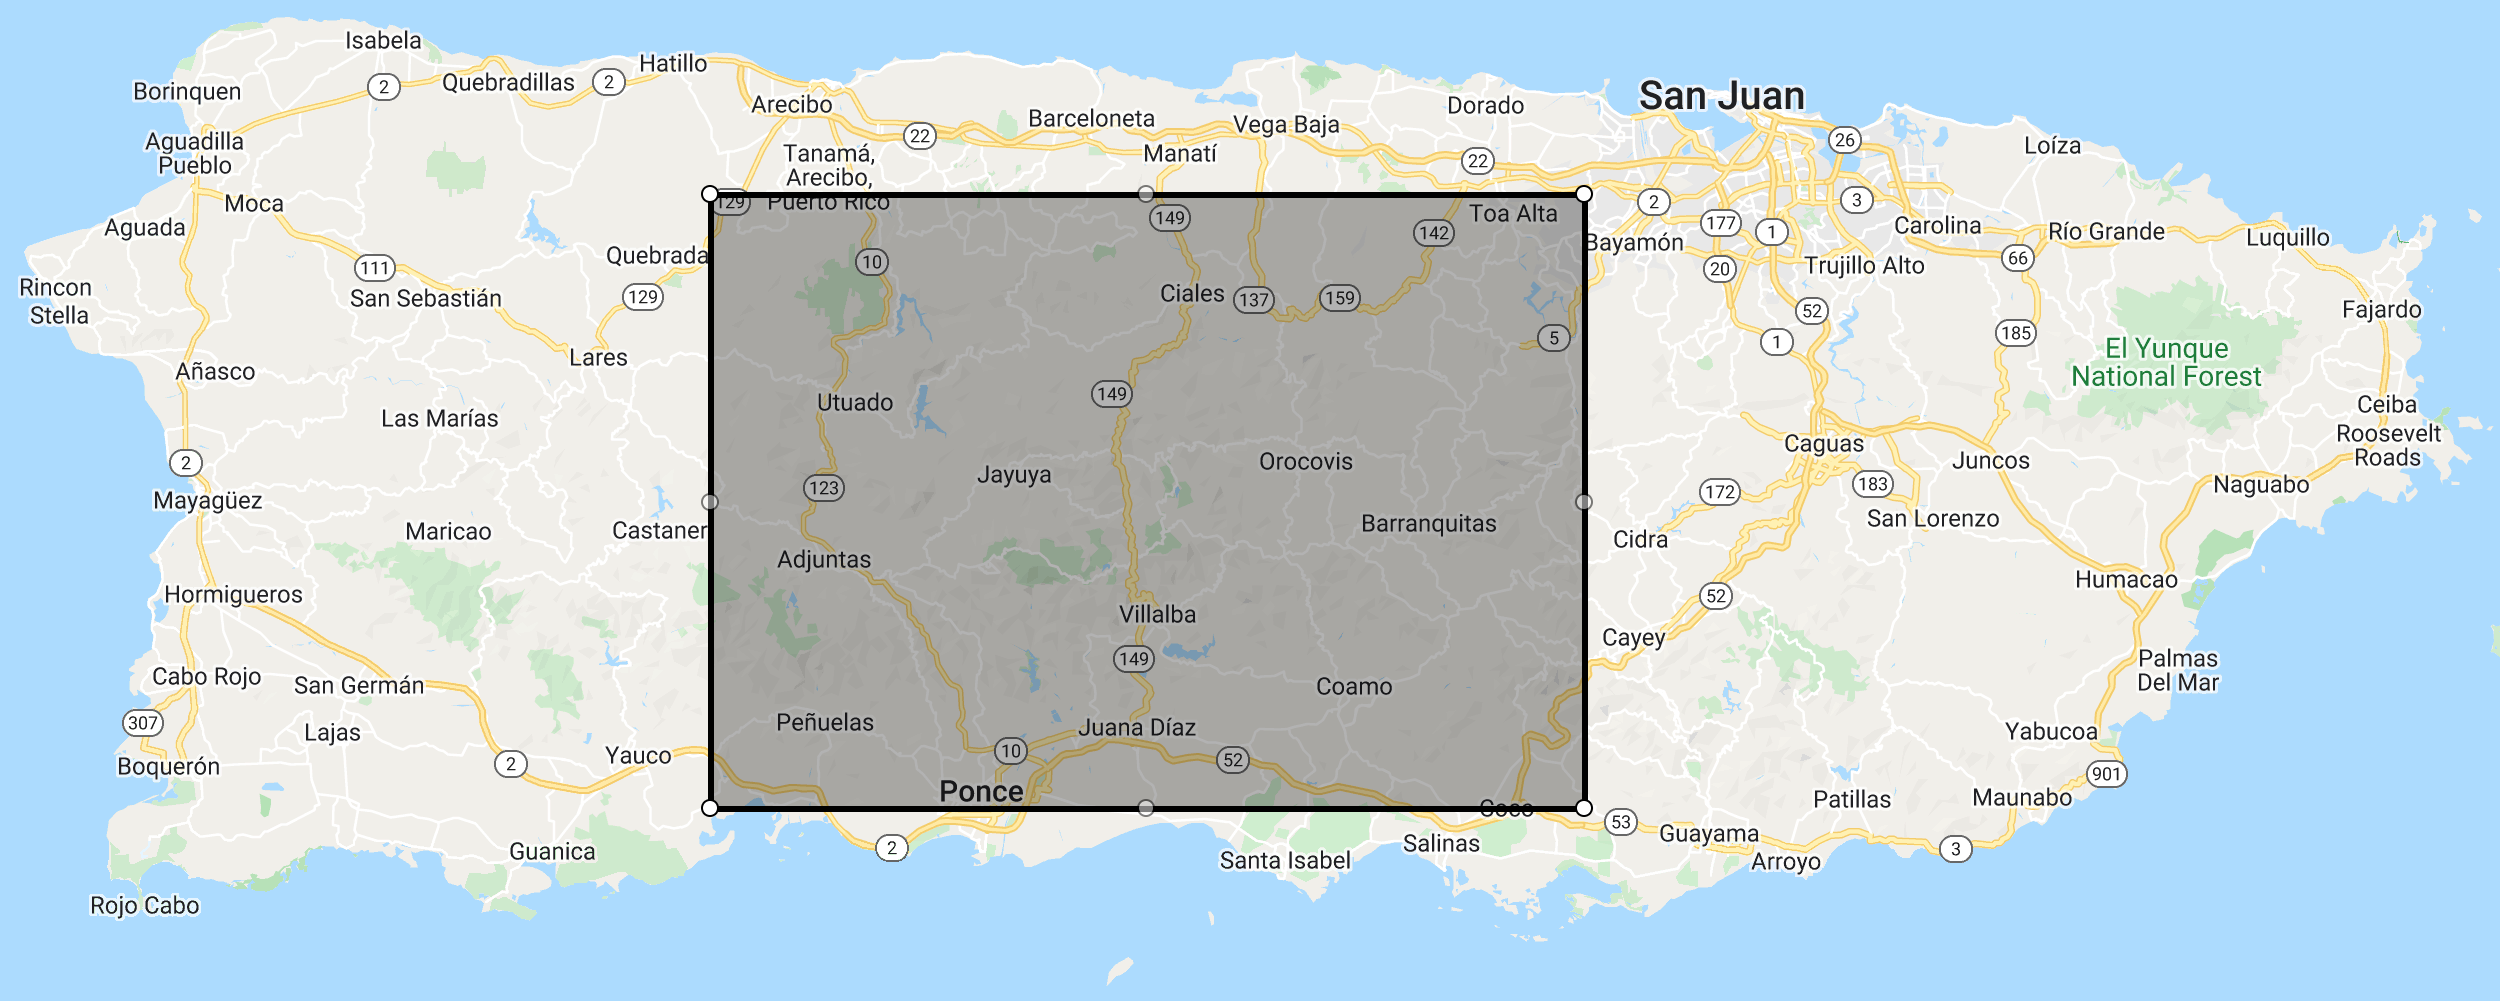 Isabela
Hatillo
2
Quebradillas
2
Borinquen
San Juan
Arecibo
Dorado
Barceloneta
Vega Baja
22
Aguadilla
Pueblo
26
Loíza
Tanamá,
Arecibo,
Puerto Rico
Manatí
22
129
2
3
Moca
149
Toa Alta
177
Aguada
142
1
Carolina
Río Grande
Luquillo
Bayamón
Quebrada
10
66
111
20
Trujillo Alto
Rincon
Stella
San Sebastián
129
Ciales
137
159
52
Fajardo
5
185
1
El Yunque
National Forest
Lares
Añasco
149
Utuado
Ceiba
Las Marías
Roosevelt
Roads
Caguas
2
Orocovis
Juncos
Jayuya
123
172
183
Naguabo
Mayagüez
San Lorenzo
Barranquitas
Maricao
Castaner
Cidra
Adjuntas
Humacao
Hormigueros
52
Villalba
Cayey
149
Palmas
Del Mar
Cabo Rojo
San Germán
Coamo
307
Peñuelas
Juana Díaz
Lajas
Yabucoa
10
Yauco
52
2
Boquerón
901
Ponce
Patillas
Maunabo
Coco
53
Guayama
2
Salinas
3
Guanica
Santa Isabel
Arroyo
Rojo Cabo